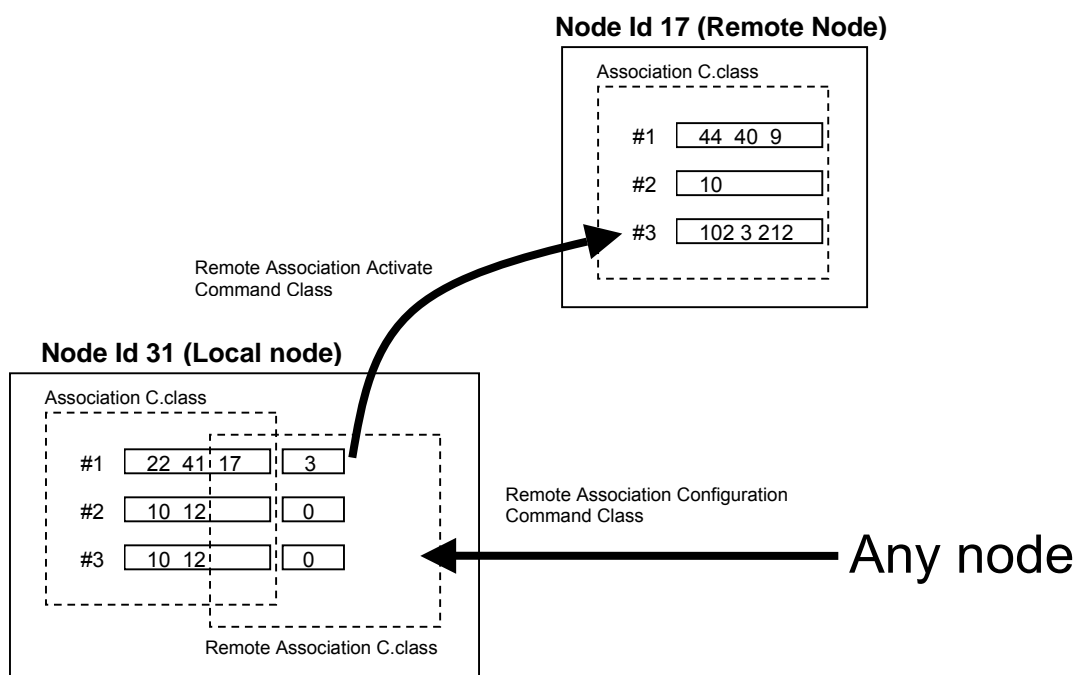 Node Id 17 (Remote Node)
Association C.class
#1 44 40 9
#2 10
#3 102 3 212
Remote Association Activate
Command Class
Node Id 31 (Local node)
Association C.class
#1 22 41 17 3
#2 10 12 0
#3 10 12 0
Remote Association C.class
Remote Association Configuration
Command Class
Any node